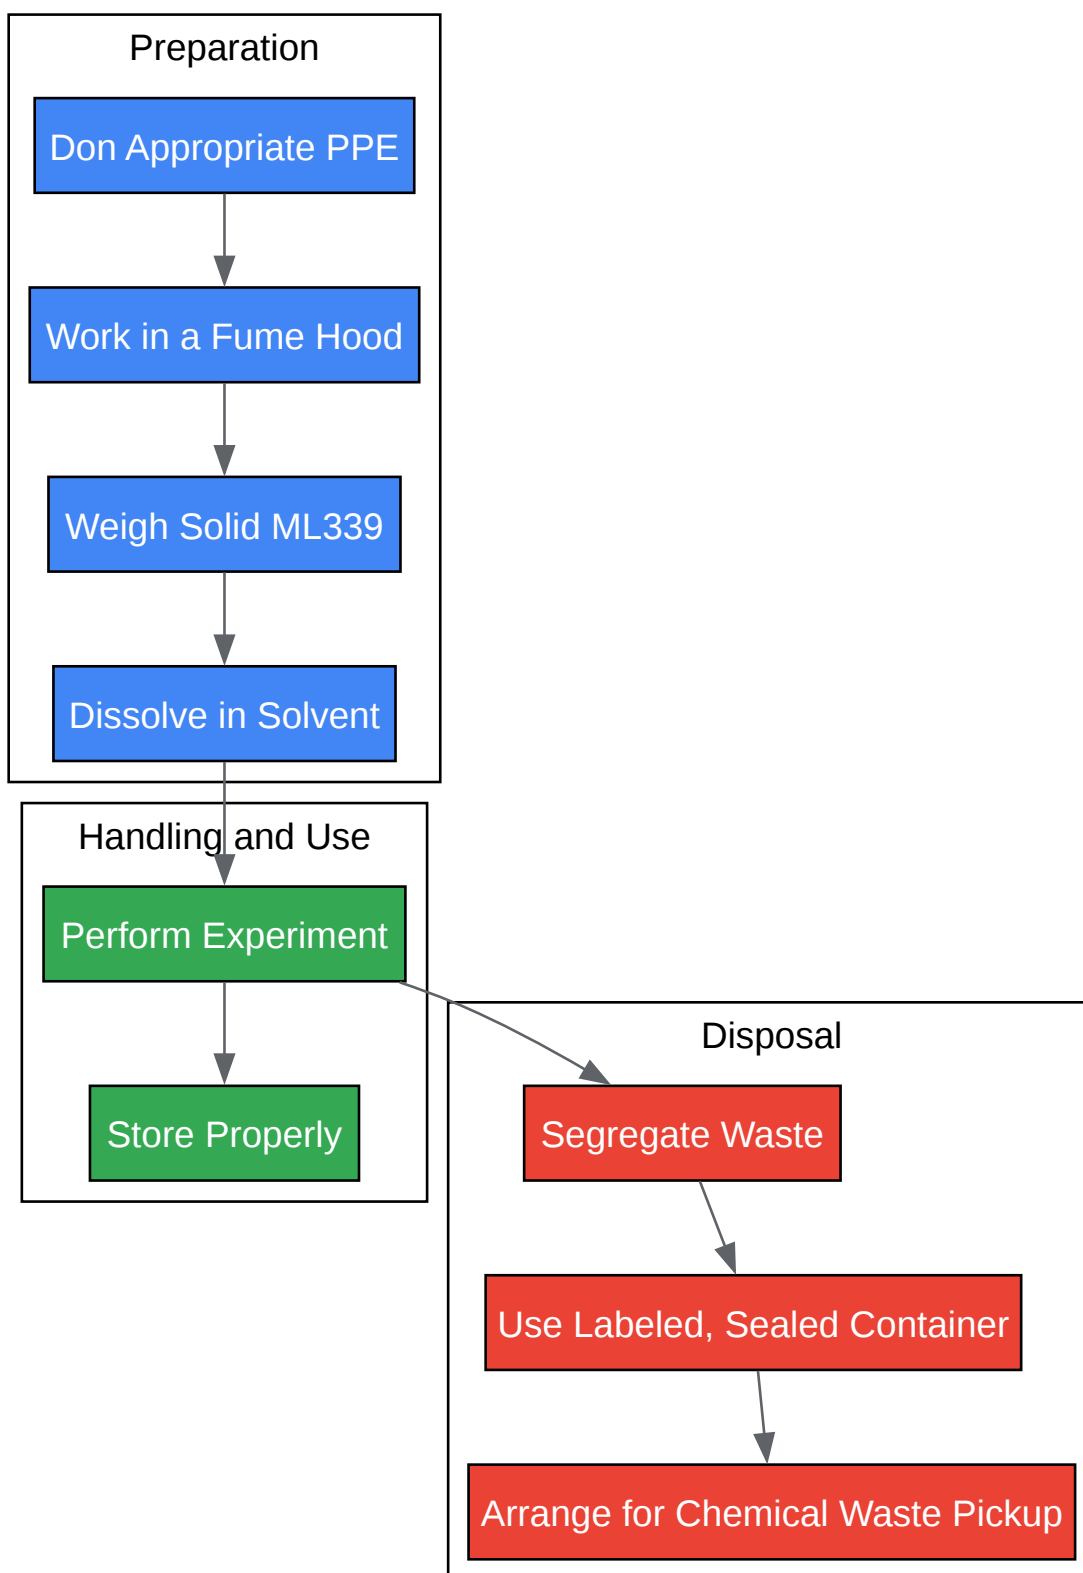 Preparation
Don Appropriate PPE
Work in a Fume Hood
Weigh Solid ML339
Dissolve in Solvent
Handling and Use
Perform Experiment
Store Properly
Disposal
Segregate Waste
Use Labeled, Sealed Container
Arrange for Chemical Waste Pickup